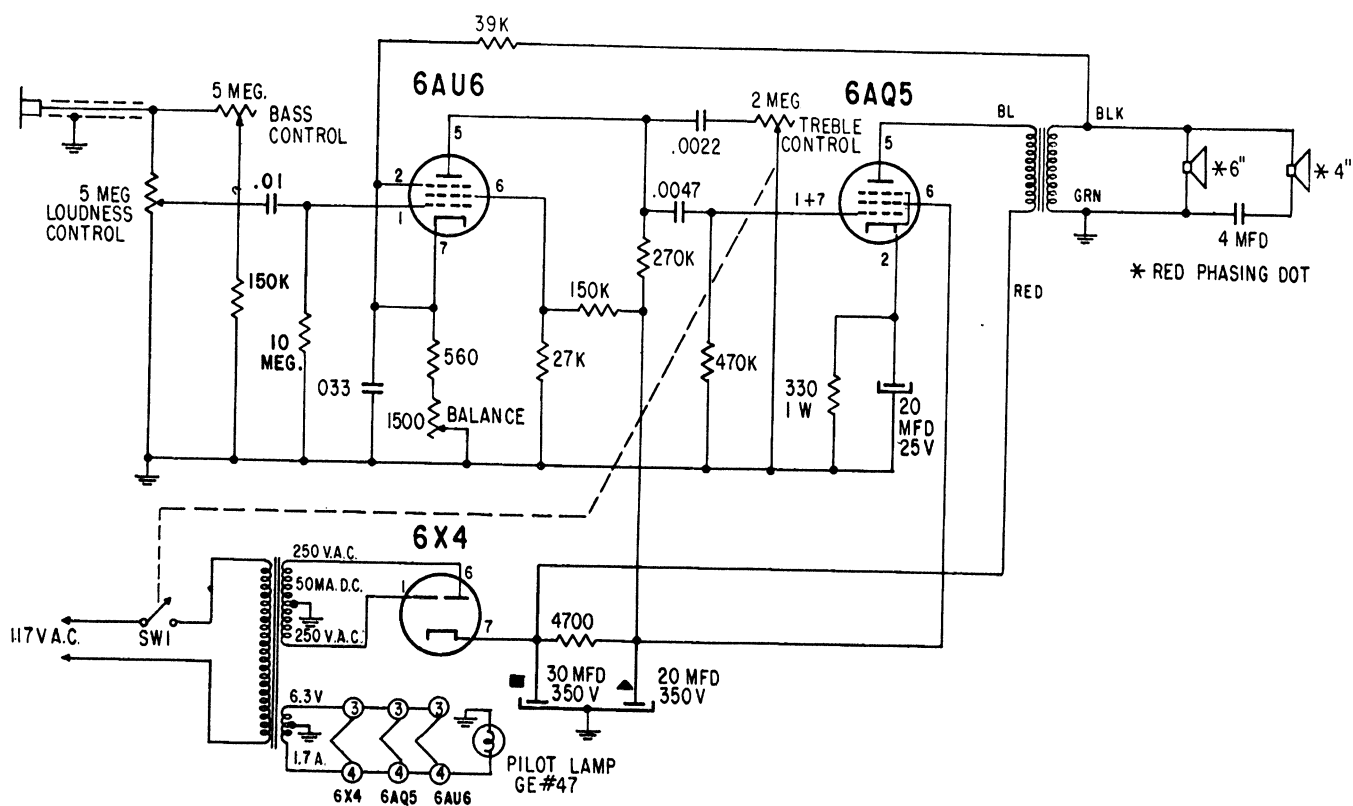 39K
6AU6
6AQ5
5 MEG.
BASS
CONTROL
5
2 MEG
TREBLE
CONTROL
.0022
BL
BLK
5
*6"
*4"
2
6
.01
1
.0047
1+7
6
GRN
5 MEG
LOUDNESS
CONTROL
7
270K
2
4 MFD
* RED PHASING DOT
150K
150K
RED
10
MEG.
560
27K
470K
033
330
1 W
20
MFD
25V
1500
BALANCE
6X4
250 V.A.C.
6
50MA.D.C.
1
117V A.C.
SW1
250 V.A.C.
7
4700
30 MFD
350 V
20 MFD
350 V
6.3V
3
3
3
1.7 A.
4
4
4
PILOT LAMP
GE#47
6X4
6AQ5
6AU6